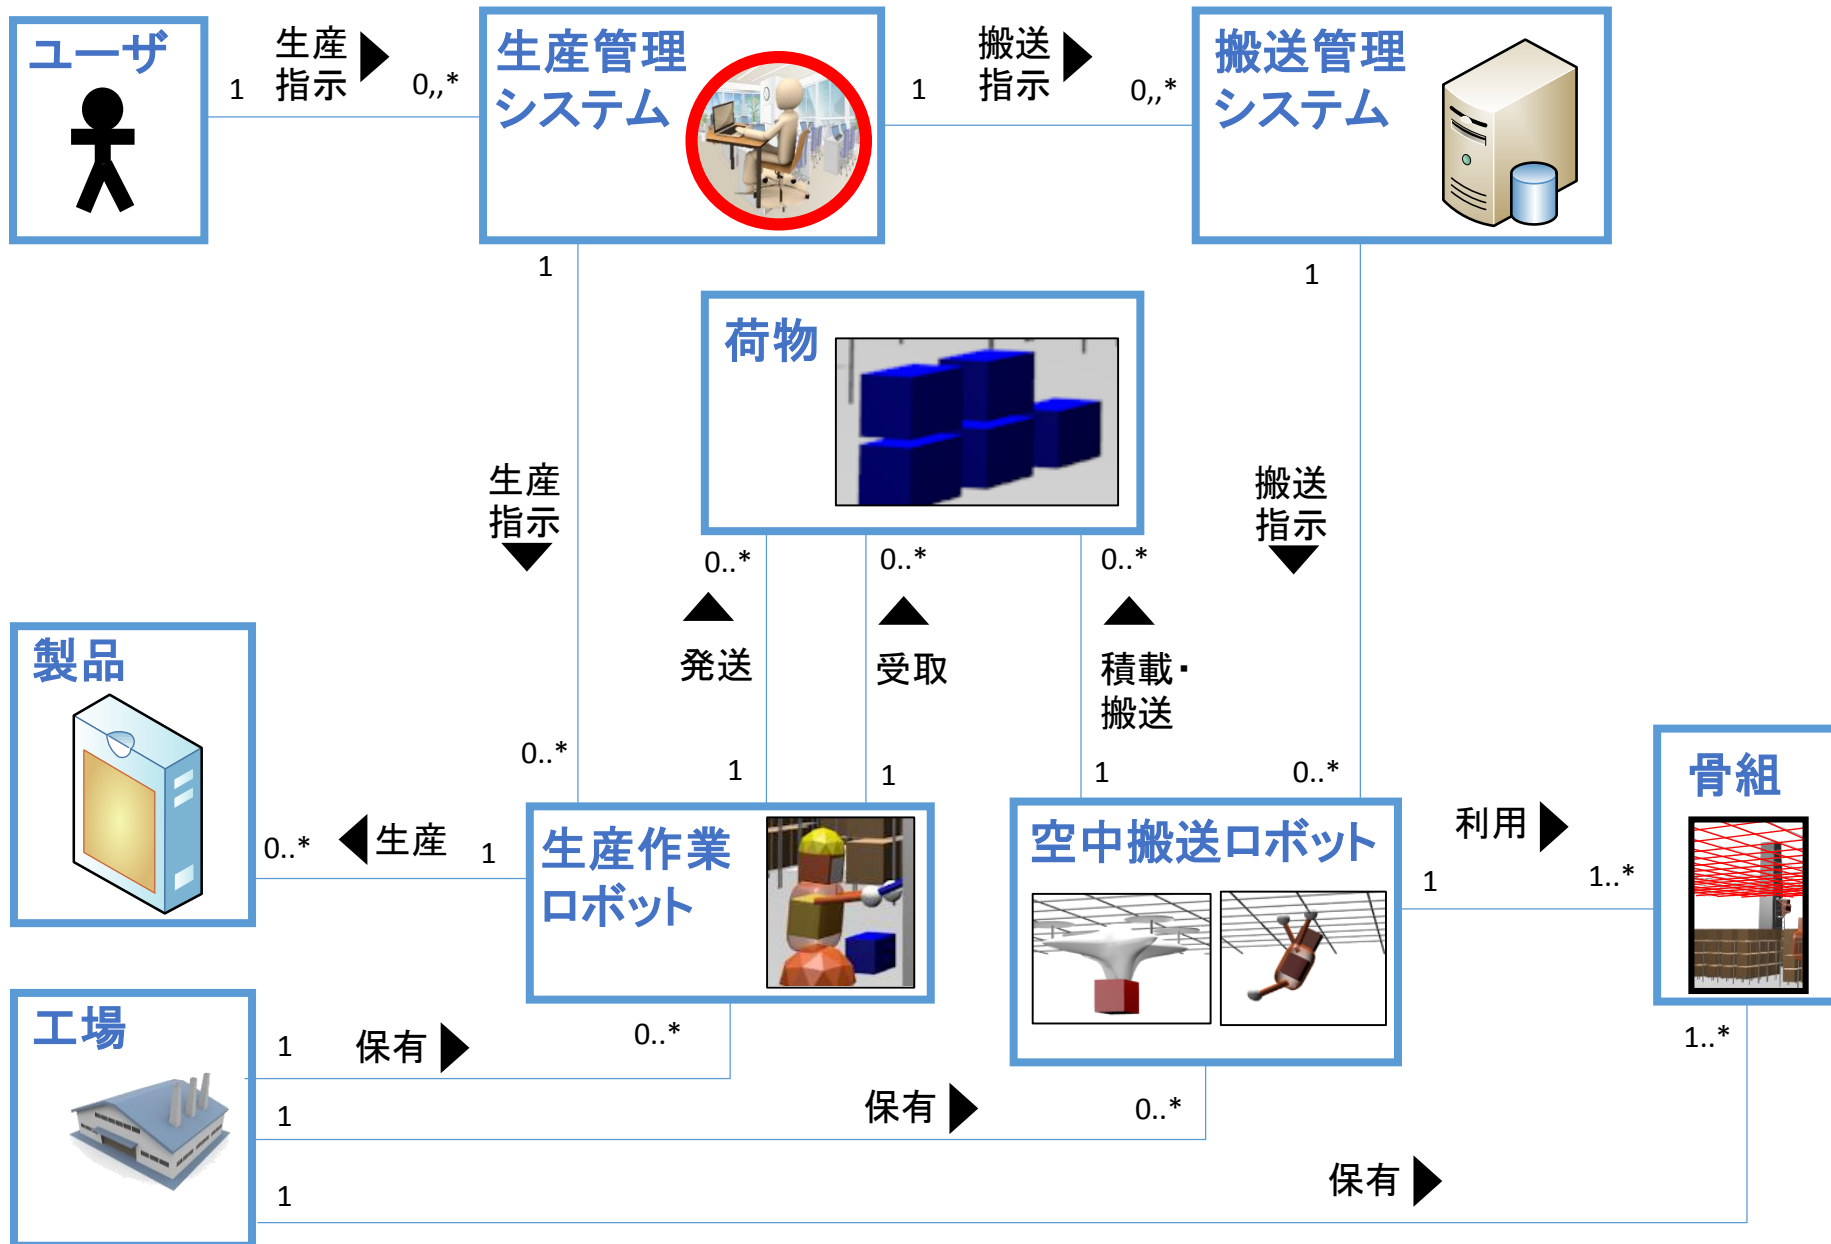 ユーザ
1
生産
指示
0,,*
生産管理
システム
1
搬送
指示
0,,*
搬送管理
システム
1
1
荷物
生産
指示
搬送
指示
0..*
0..*
0..*
発送
受取
積載・
搬送
製品
0..*
1
1
1
0..*
骨組
0..*
生産
1
生産作業
ロボット
空中搬送ロボット
利用
1
1..*
工場
1
保有
0..*
1
保有
0..*
1..*
1
保有